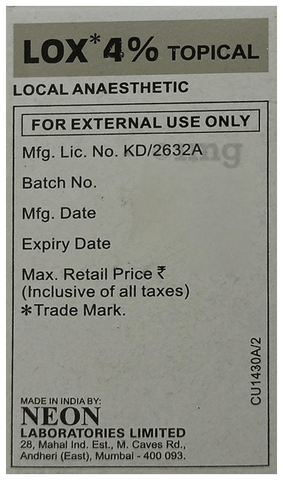 LOX*4% TOPICAL
LOCAL ANAESTHETIC
FOR EXTERNAL USE ONLY
Mfg. Lic. No. KD/2632A
Batch No.
Mfg. Date
Expiry Date
Max. Retail Price ₹
(Inclusive of all taxes)
*Trade Mark.
CU1430A/2
MADE IN INDIA BY:
NEON
LABORATORIES LIMITED
28, Mahal Ind. Est., M. Caves Rd.,
Andheri (East), Mumbai - 400 093.